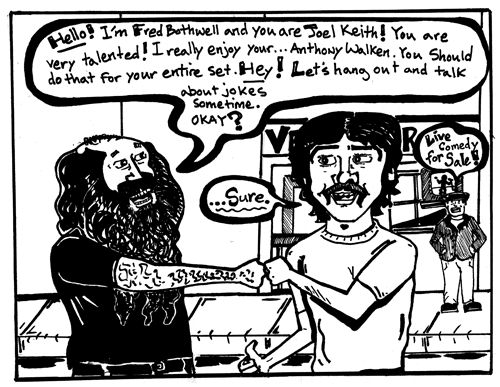 Hello! I'm Fred Bothwell and you are Joel Keith! You are
very talented! I really enjoy your... Anthony Walken. You should
do that for your entire set. Hey! Let's hang out and talk
about jokes
sometime.
OKAY?
...Sure.
Live
Comedy
for Sale!